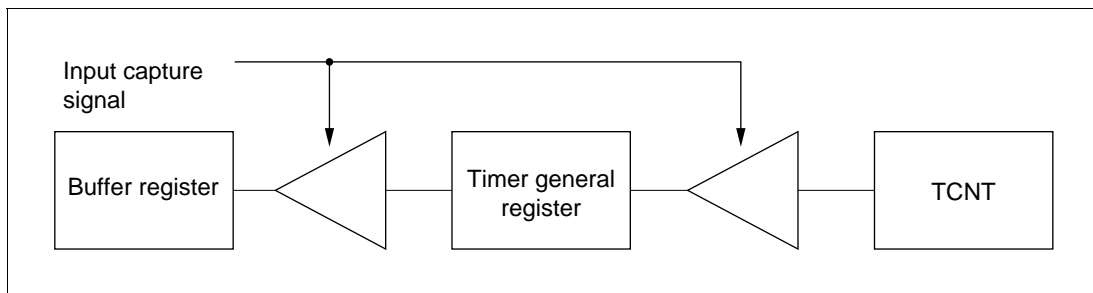 Input capture
signal
Buffer register
Timer general
register
TCNT